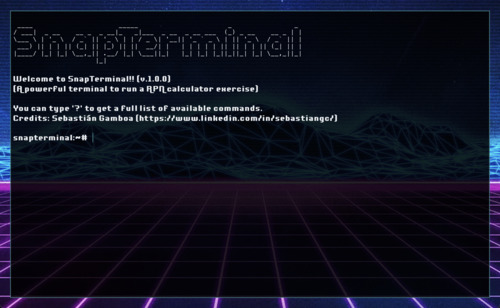 SnapTerminal
Welcome to SnapTerminal!! (v.1.0.0)
(A powerful terminal to run a RPN calculator exercise)
You can type '?' to get a full list of available commands.
Credits: Sebastián Gamboa (https://www.linkedin.com/in/sebastiangc/)
snapterminal:~#